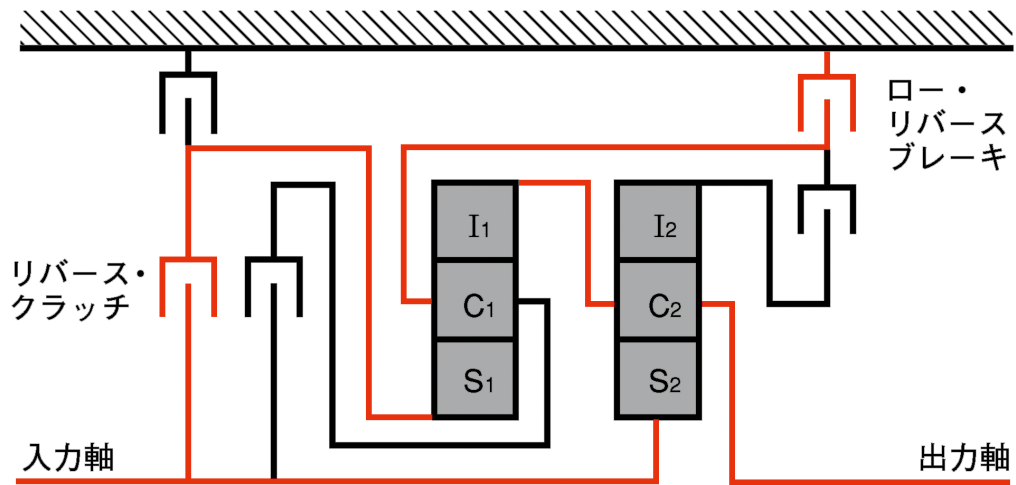 ロー・
リバース
ブレーキ
I1
I2
リバース・
クラッチ
C1
C2
S1
S2
入力軸
出力軸